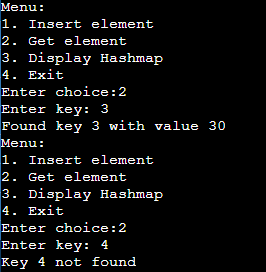 Menu:
1. Insert element
2. Get element
3. Display Hashmap
4. Exit
Enter choice:2
Enter key: 3
Found key 3 with value 30
Menu:
1. Insert element
2. Get element
3. Display Hashmap
4. Exit
Enter choice:2
Enter key: 4
Key 4 not found